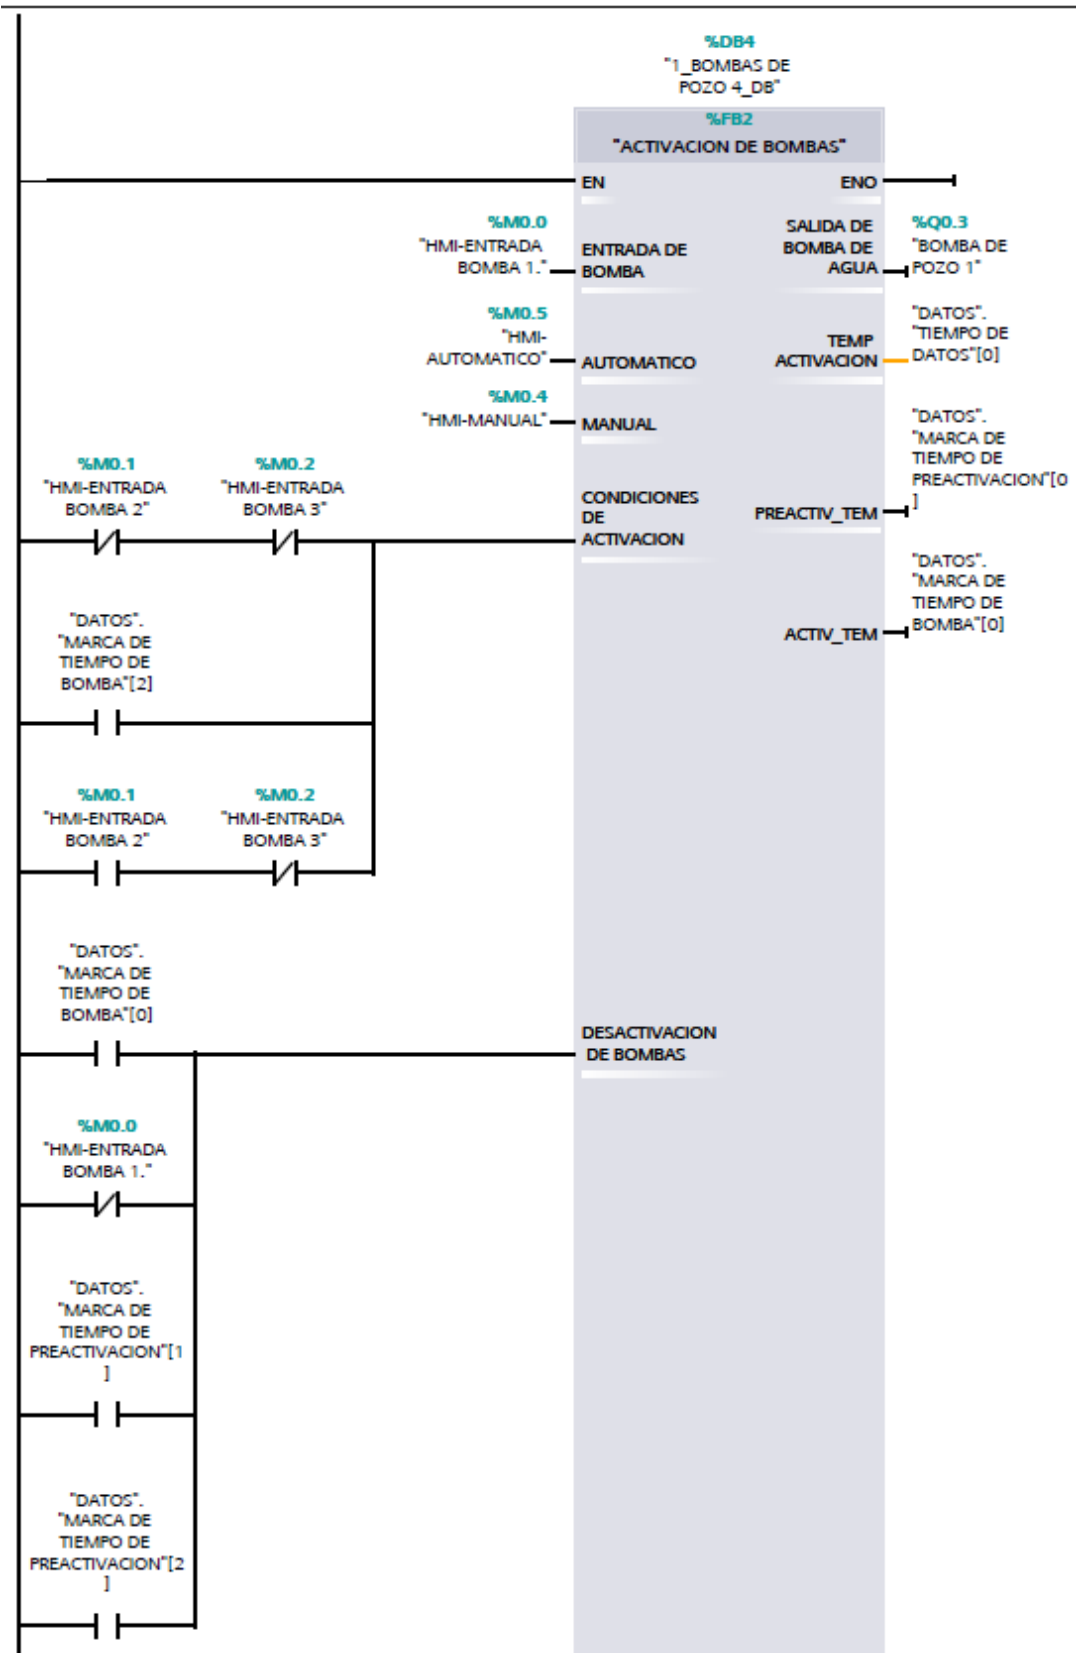 %DB4
"1_BOMBAS DE
POZO 4_DB"
%FB2
"ACTIVACION DE BOMBAS"
EN
ENO
%M0.0
"HMI-ENTRADA
BOMBA 1."
ENTRADA DE
BOMBA
SALIDA DE
BOMBA DE
AGUA
%Q0.3
"BOMBA DE
POZO 1"
%M0.5
"HMI-
AUTOMATICO"
AUTOMATICO
TEMP
ACTIVACION
"DATOS".
"TIEMPO DE
DATOS"[0]
%M0.4
"HMI-MANUAL"
MANUAL
"DATOS".
"MARCA DE
TIEMPO DE
PREACTIVACION"[0
]
PREACTIV_TEM
%M0.1
"HMI-ENTRADA
BOMBA 2"
%M0.2
"HMI-ENTRADA
BOMBA 3"
CONDICIONES
DE
ACTIVACION
"DATOS".
"MARCA DE
TIEMPO DE
BOMBA"[0]
ACTIV_TEM
"DATOS".
"MARCA DE
TIEMPO DE
BOMBA"[2]
%M0.1
"HMI-ENTRADA
BOMBA 2"
%M0.2
"HMI-ENTRADA
BOMBA 3"
"DATOS".
"MARCA DE
TIEMPO DE
BOMBA"[0]
DESACTIVACION
DE BOMBAS
%M0.0
"HMI-ENTRADA
BOMBA 1."
"DATOS".
"MARCA DE
TIEMPO DE
PREACTIVACION"[1
]
"DATOS".
"MARCA DE
TIEMPO DE
PREACTIVACION"[2
]